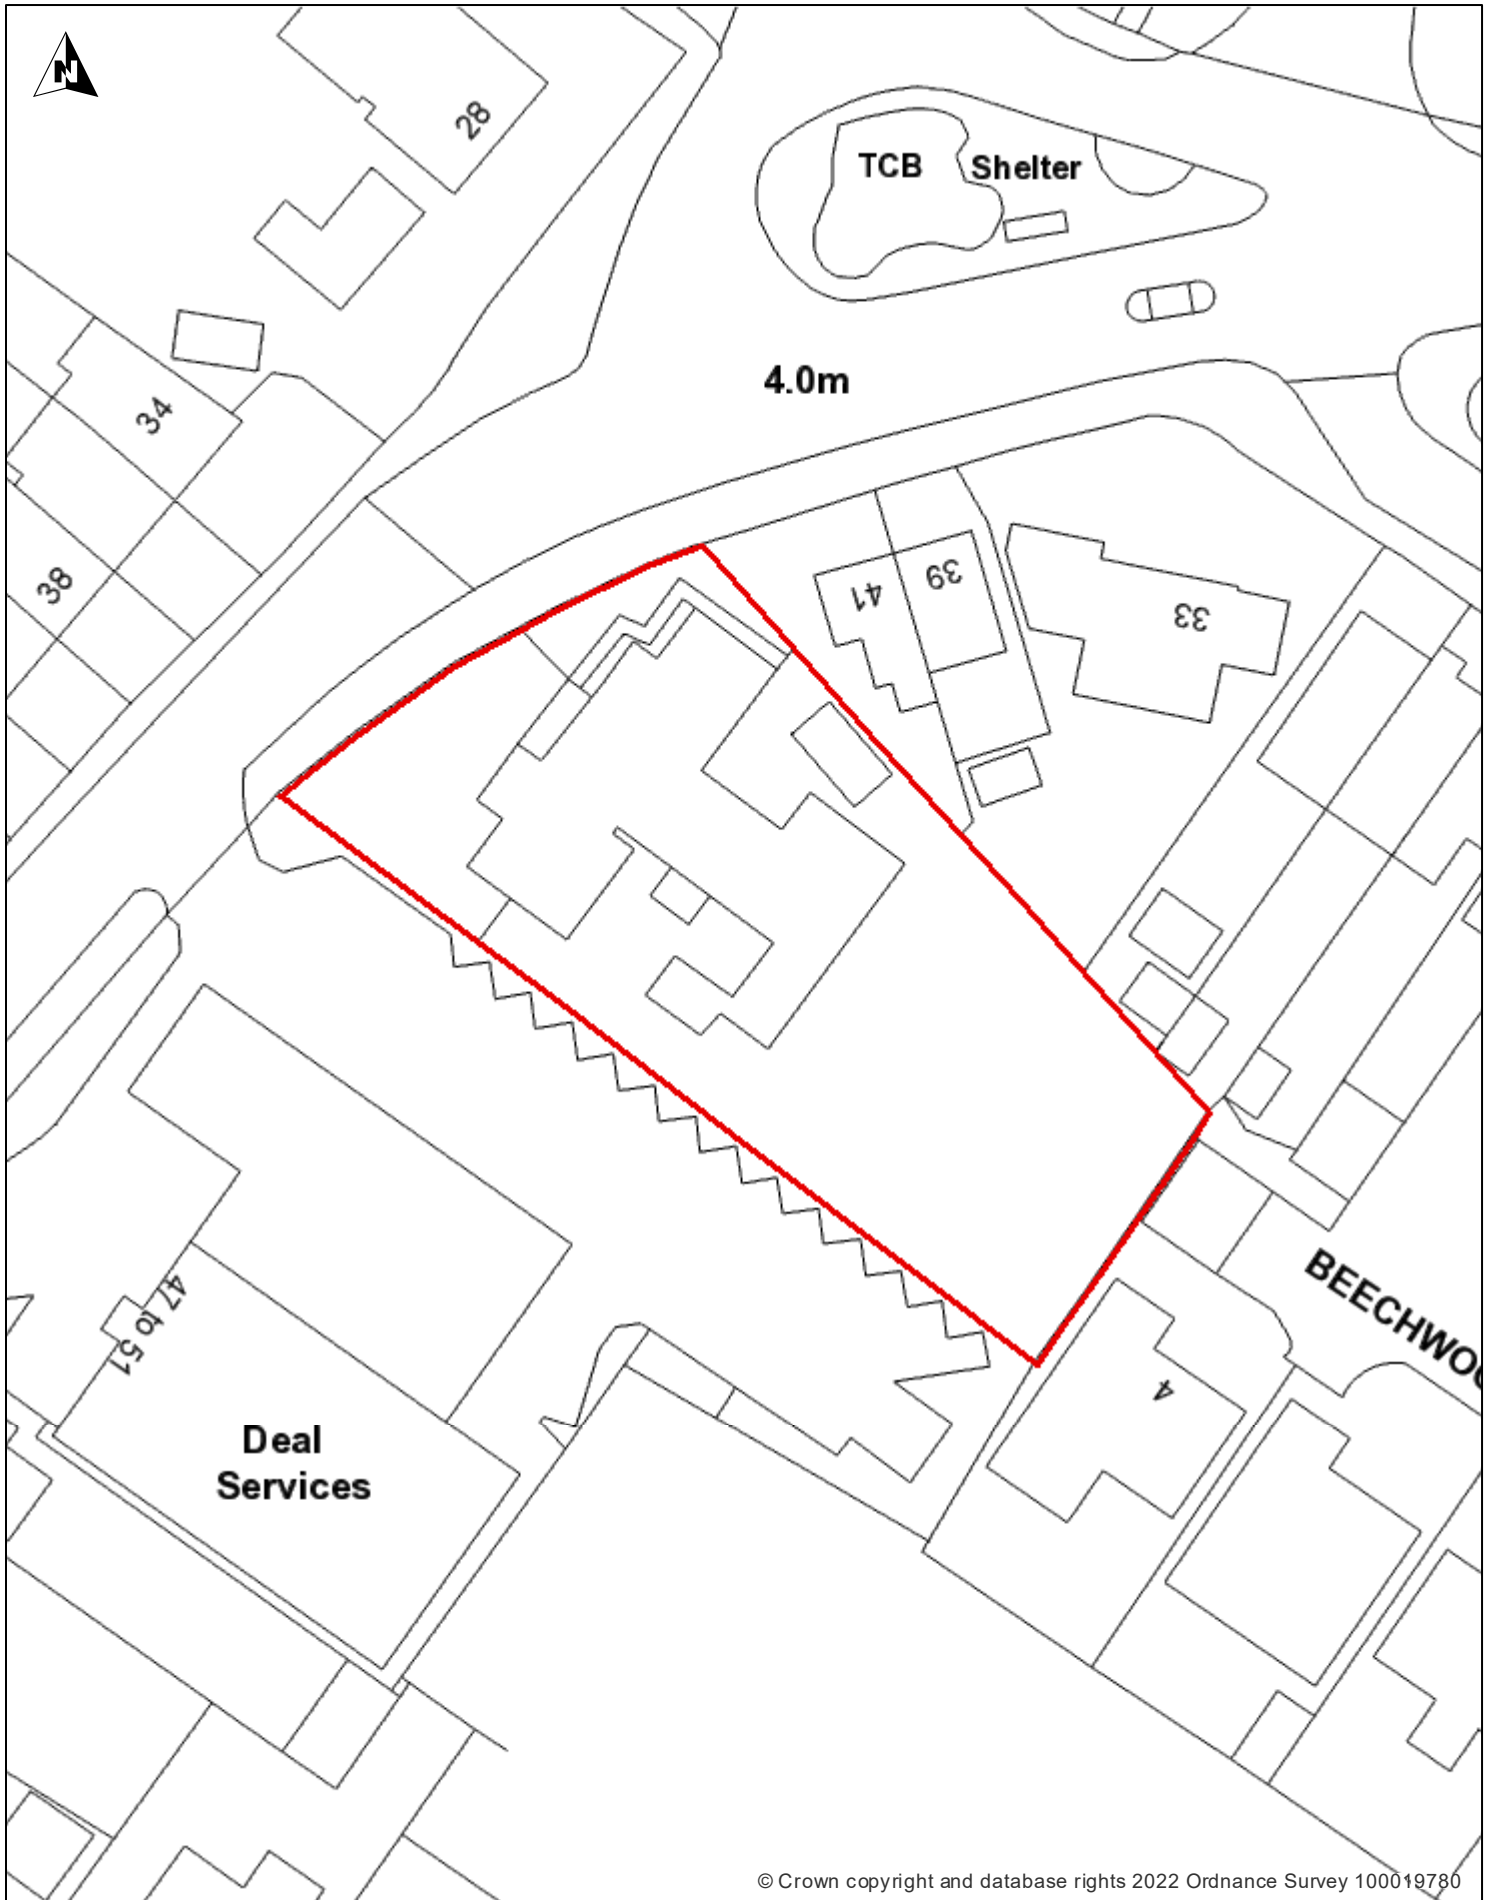 N
28
TCB
Shelter
34
4.0m
38
41
39
33
47 to 51
BEECHWOO
4
Deal
Services
© Crown copyright and database rights 2022 Ordnance Survey 100019780